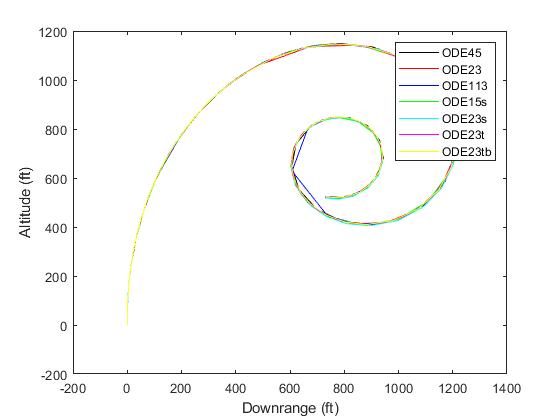 1200
1000
800
600
400
200
0
-200
-200 0 200 400 600 800 1000 1200 1400
Altitude (ft)
Downrange (ft)
ODE45
ODE23
ODE113
ODE15s
ODE23s
ODE23t
ODE23tb